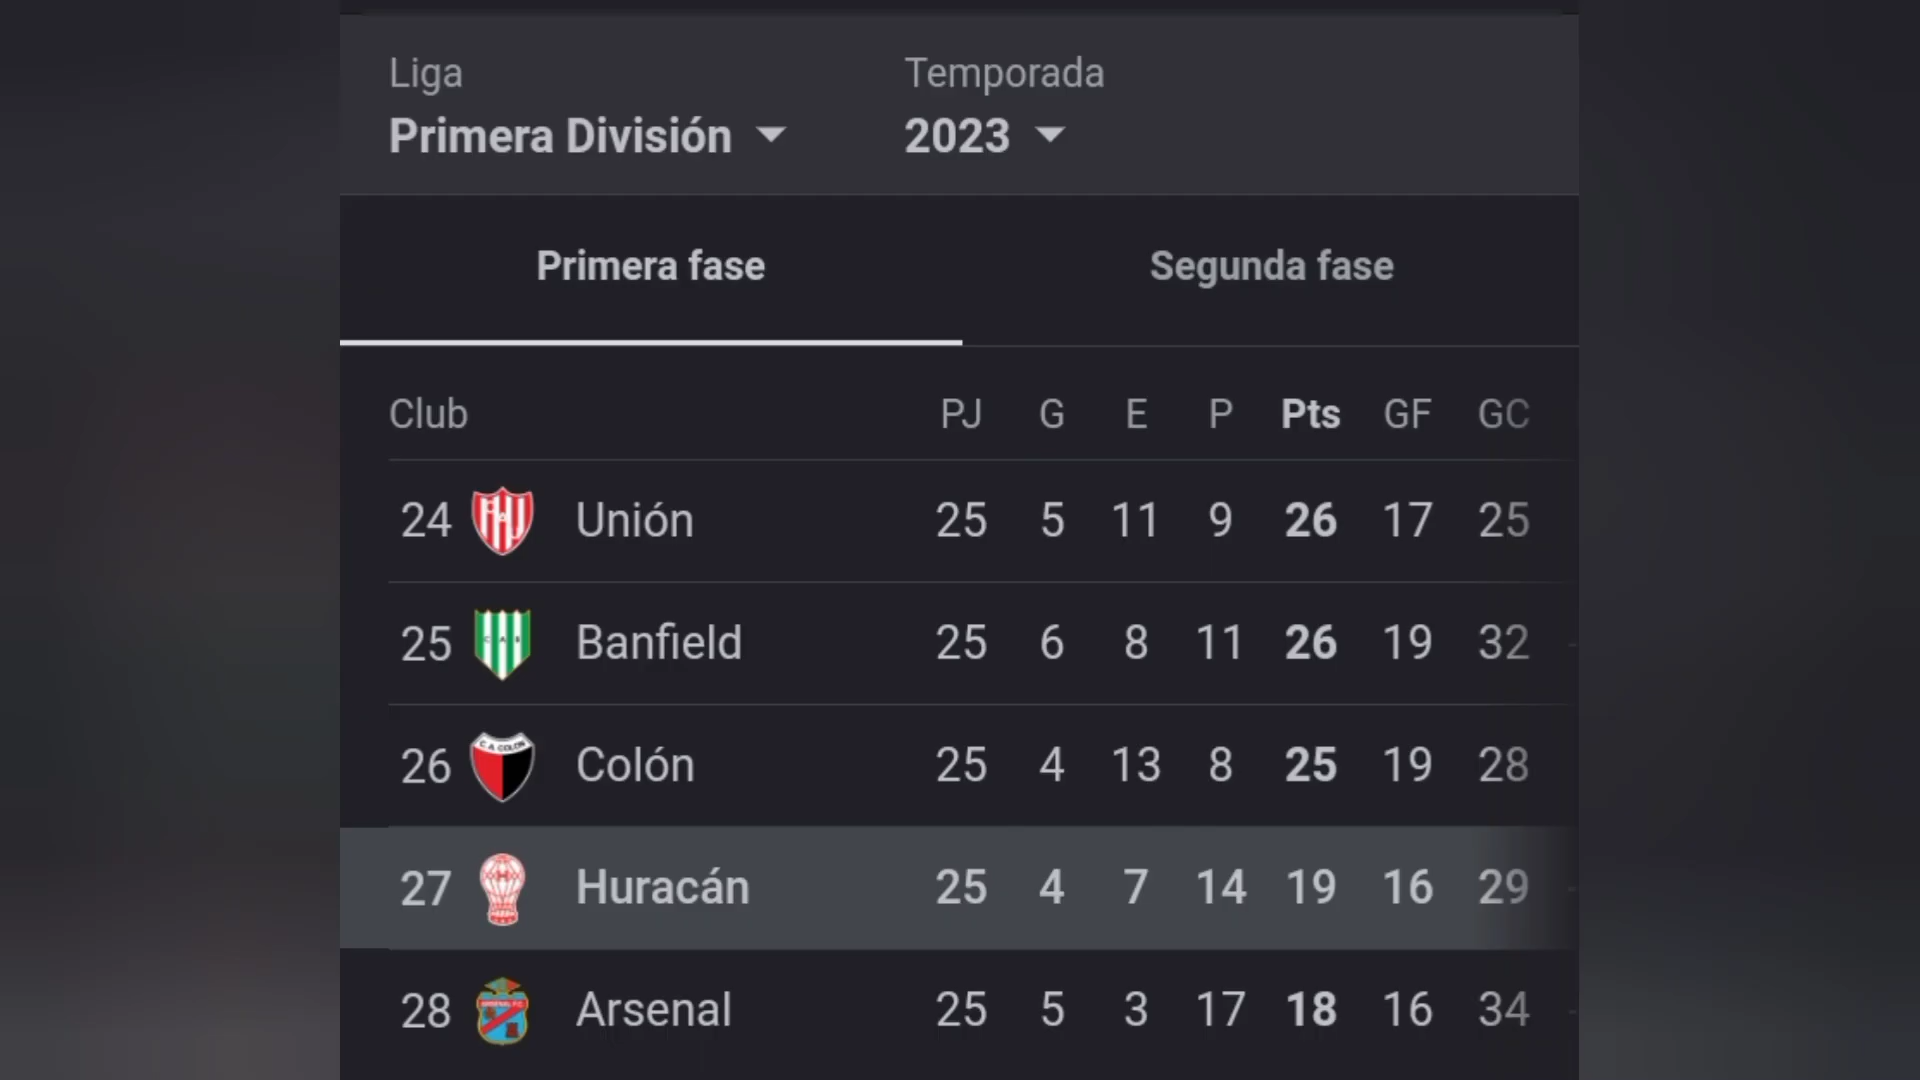 Liga Temporada
Primera División 2023
Primera fase Segunda fase
Club PJ G E P Pts GF GC
24 Unión 25 5 11 9 26 17 25
25 Banfield 25 6 8 11 26 19 32
C.A.COLON
26 Colón 25 4 13 8 25 19 28
27 Huracán 25 4 7 14 19 16 29
28 Arsenal 25 5 3 17 18 16 34